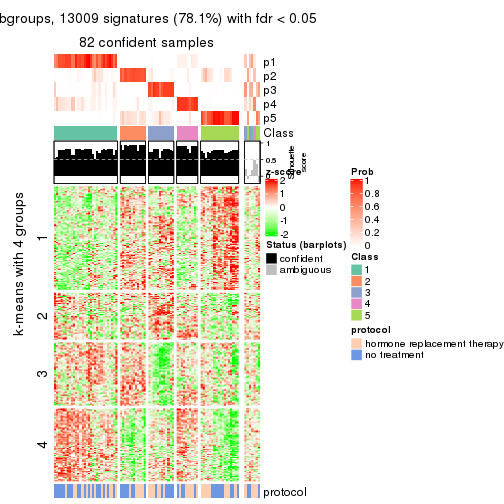 bgroups, 13009 signatures (78.1%) with fdr < 0.05
82 confident samples
p1
p2
p3
p4
p5
Class
1
0.5
0
Silhouette
score
k-means with 4 groups
1
2
3
4
protocol
z-score
2
1
0
-1
-2
Status (barplots)
confident
ambiguous
Prob
1
0.8
0.6
0.4
0.2
0
Class
1
2
3
4
5
protocol
hormone replacement therapy
no treatment